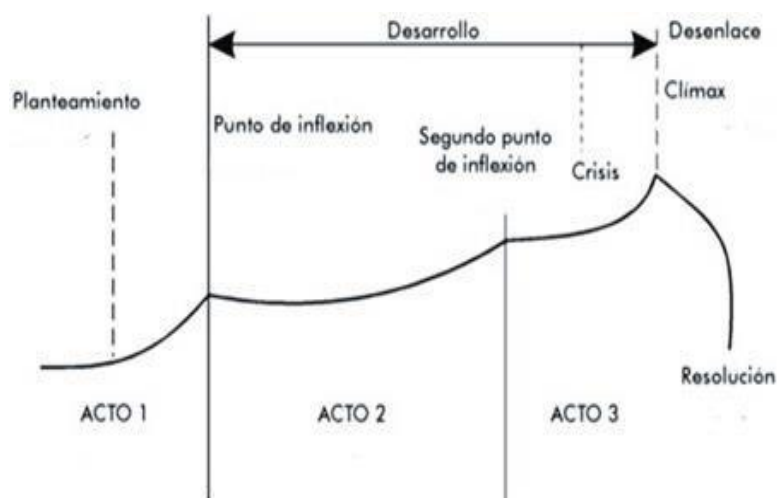 Desarrollo
Desenlace
Planteamiento
Clímax
Punto de inflexión
Segundo punto
de inflexión
Crisis
Resolución
ACTO 1
ACTO 2
ACTO 3